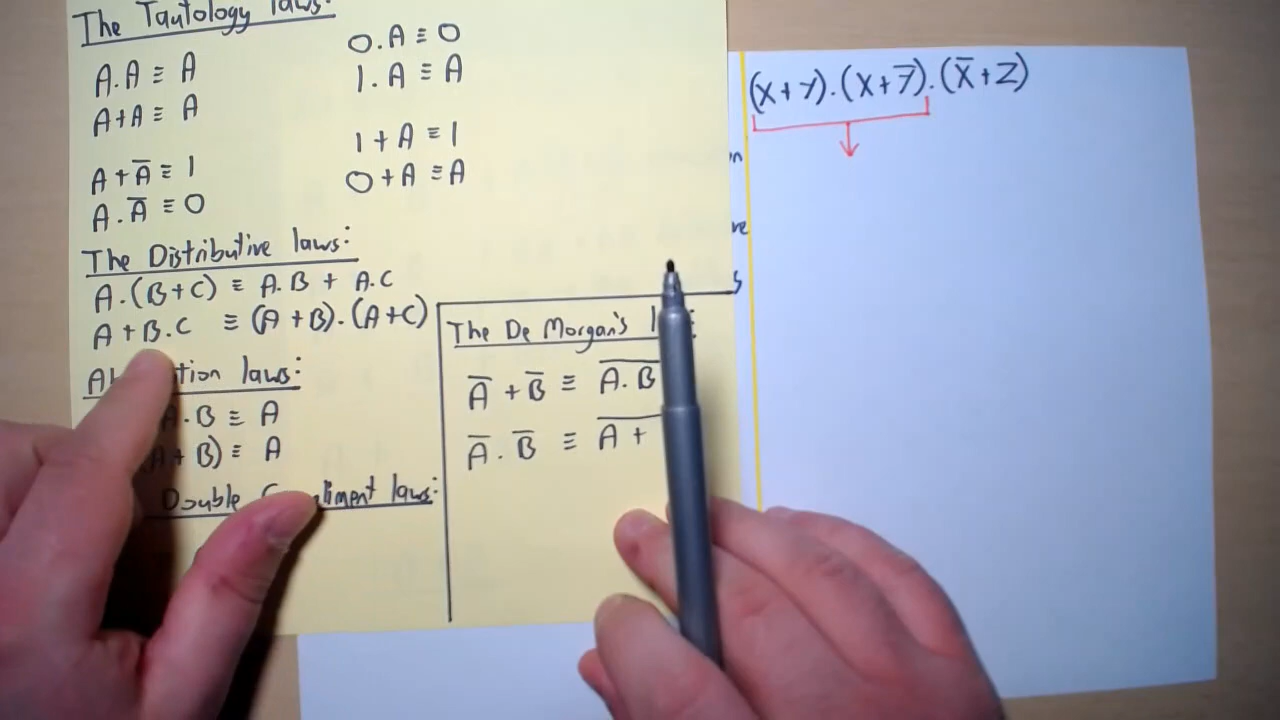 The Tautology laws:
A.A ≡ A
A+A ≡ A
A+A̅ ≡ 1
A.A̅ ≡ 0
0.A ≡ 0
1.A ≡ A
1+A ≡ 1
0+A ≡ A
The Distributive laws:
A.(B+C) ≡ A.B + A.C
A+B.C ≡ (A+B).(A+C)
laws:
A.B ≡ A
A+B) ≡ A
Double laws:
The De Morgan's
A̅ + B̅ ≡ A̅.̅B̅
A̅ . B̅ ≡ A̅ ̅+̅
(X+Y).(X+Y̅).(X̅+Z)